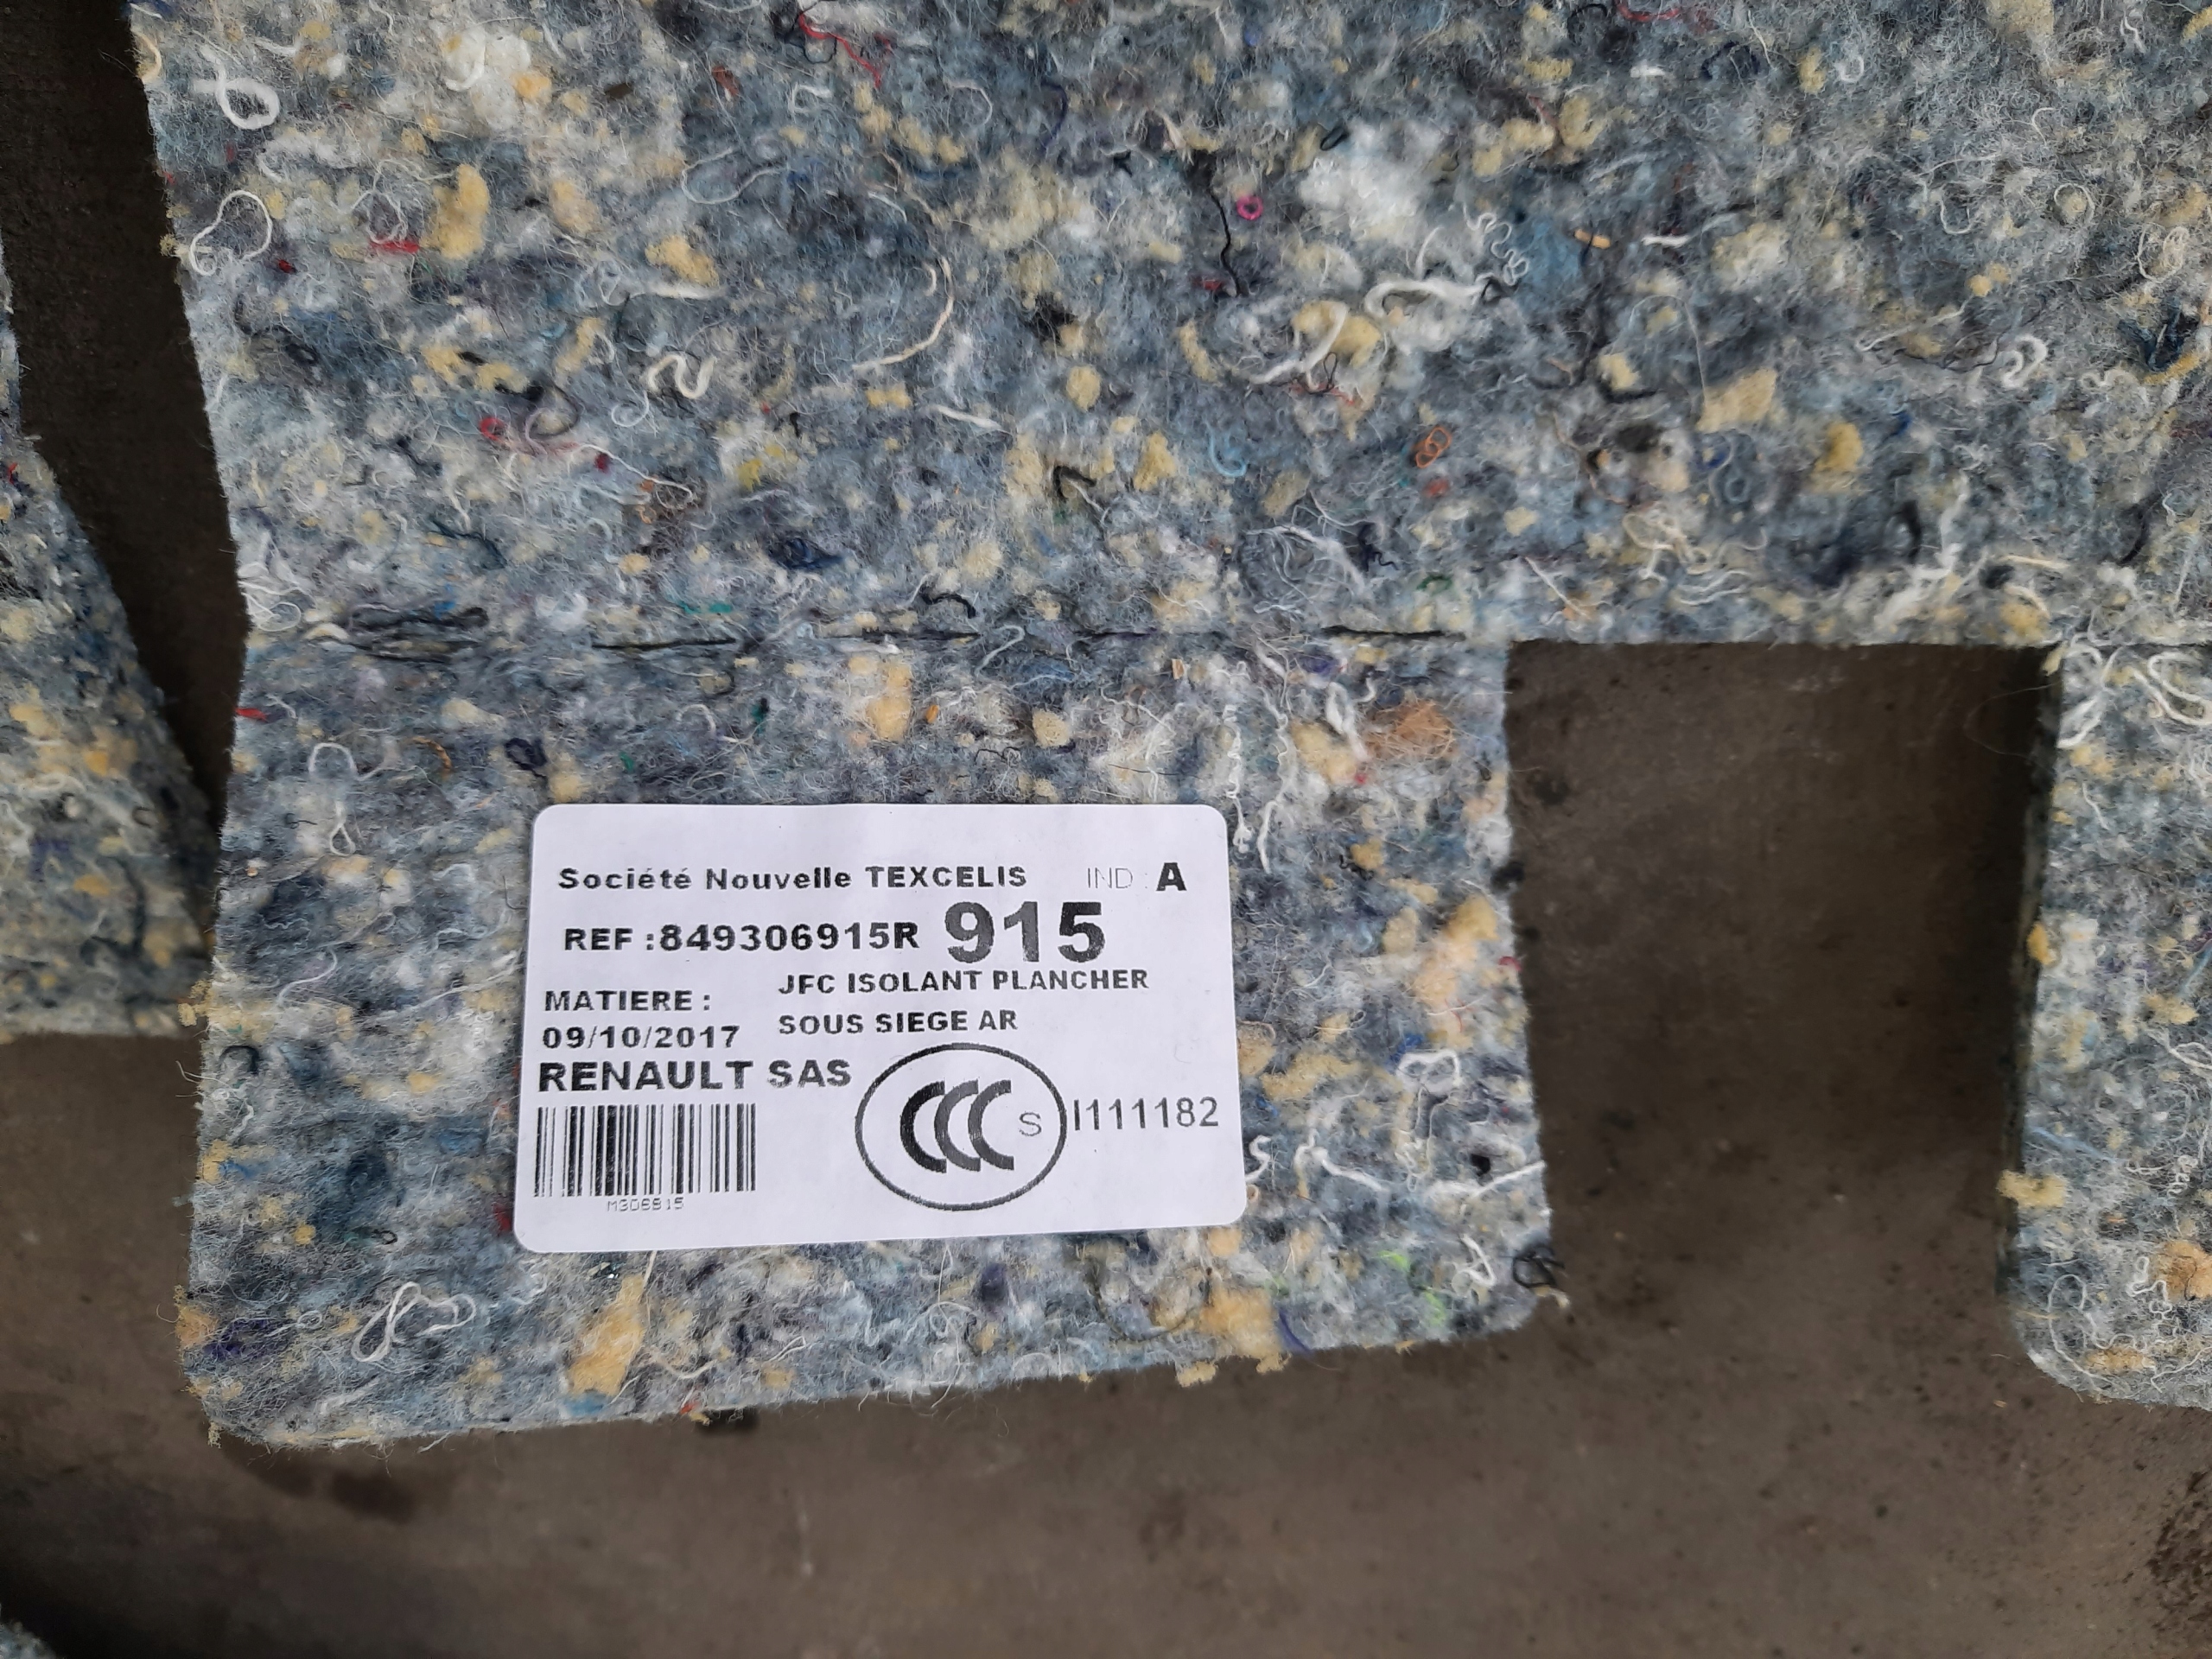 Société Nouvelle TEXCELIS IND : A
REF :849306915R 915
JFC ISOLANT PLANCHER
MATIERE :
SOUS SIEGE AR
09/10/2017
RENAULT SAS
CCC S I111182
M306915